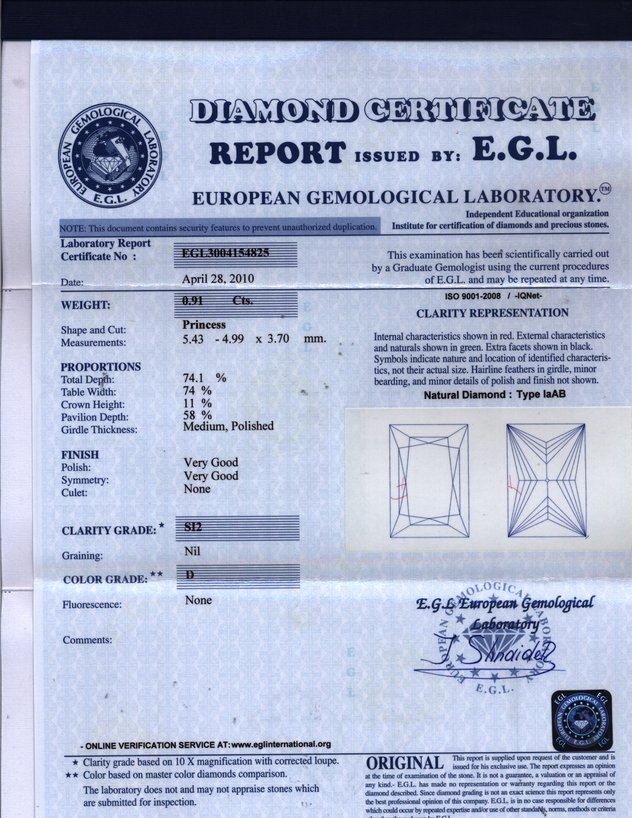 DIAMOND CERTIFICATE
REPORT ISSUED BY: E.G.L.
EUROPEAN GEMOLOGICAL LABORATORY.™
EUROPEAN GEMOLOGICAL LABORATORY
E.G.L.
Independent Educational organization
Institute for certification of diamonds and precious stones.
NOTE: This document contains security features to prevent unauthorized duplication.
Laboratory Report
Certificate No : EGL3004154825
Date: April 28, 2010
This examination has been scientifically carried out
by a Graduate Gemologist using the current procedures
of E.G.L. and may be repeated at any time.
WEIGHT: 0.91 Cts.
Shape and Cut: Princess
Measurements: 5.43 - 4.99 x 3.70 mm.
PROPORTIONS
Total Depth: 74.1 %
Table Width: 74 %
Crown Height: 11 %
Pavilion Depth: 58 %
Girdle Thickness: Medium, Polished
FINISH
Polish: Very Good
Symmetry: Very Good
Culet: None
CLARITY GRADE: * SI2
Graining: Nil
COLOR GRADE: ** D
Fluorescence: None
Comments:
ISO 9001-2008 / -IQNet-
CLARITY REPRESENTATION
Internal characteristics shown in red. External characteristics
and naturals shown in green. Extra facets shown in black.
Symbols indicate nature and location of identified characteris-
tics, not their actual size. Hairline feathers in girdle, minor
bearding, and minor details of polish and finish not shown.
Natural Diamond : Type IaAB
E.G.L European Gemological
Laboratory
EUROPEAN GEMOLOGICAL LABORATORY
E.G.L.
EGL
EGL
EGL
EGL
- ONLINE VERIFICATION SERVICE AT: www.eglinternational.org
★ Clarity grade based on 10 X magnification with corrected loupe.
★★ Color based on master color diamonds comparison.
The laboratory does not and may not appraise stones which
are submitted for inspection.
ORIGINAL This report is supplied upon request of the customer and is
issued for his exclusive use. The report expresses an opinion
at the time of examination of the stone. It is not a guarantee, a valuation or an appraisal of
any kind.- E.G.L. has made no representation or warranty regarding this report or the
diamond described. Since diamond grading is not an exact science this report represents only
the best professional opinion of this company. E.G.L. is in no case responsible for differences
which could occur by repeated expertise and/or use of other standards, norms, methods or criteria